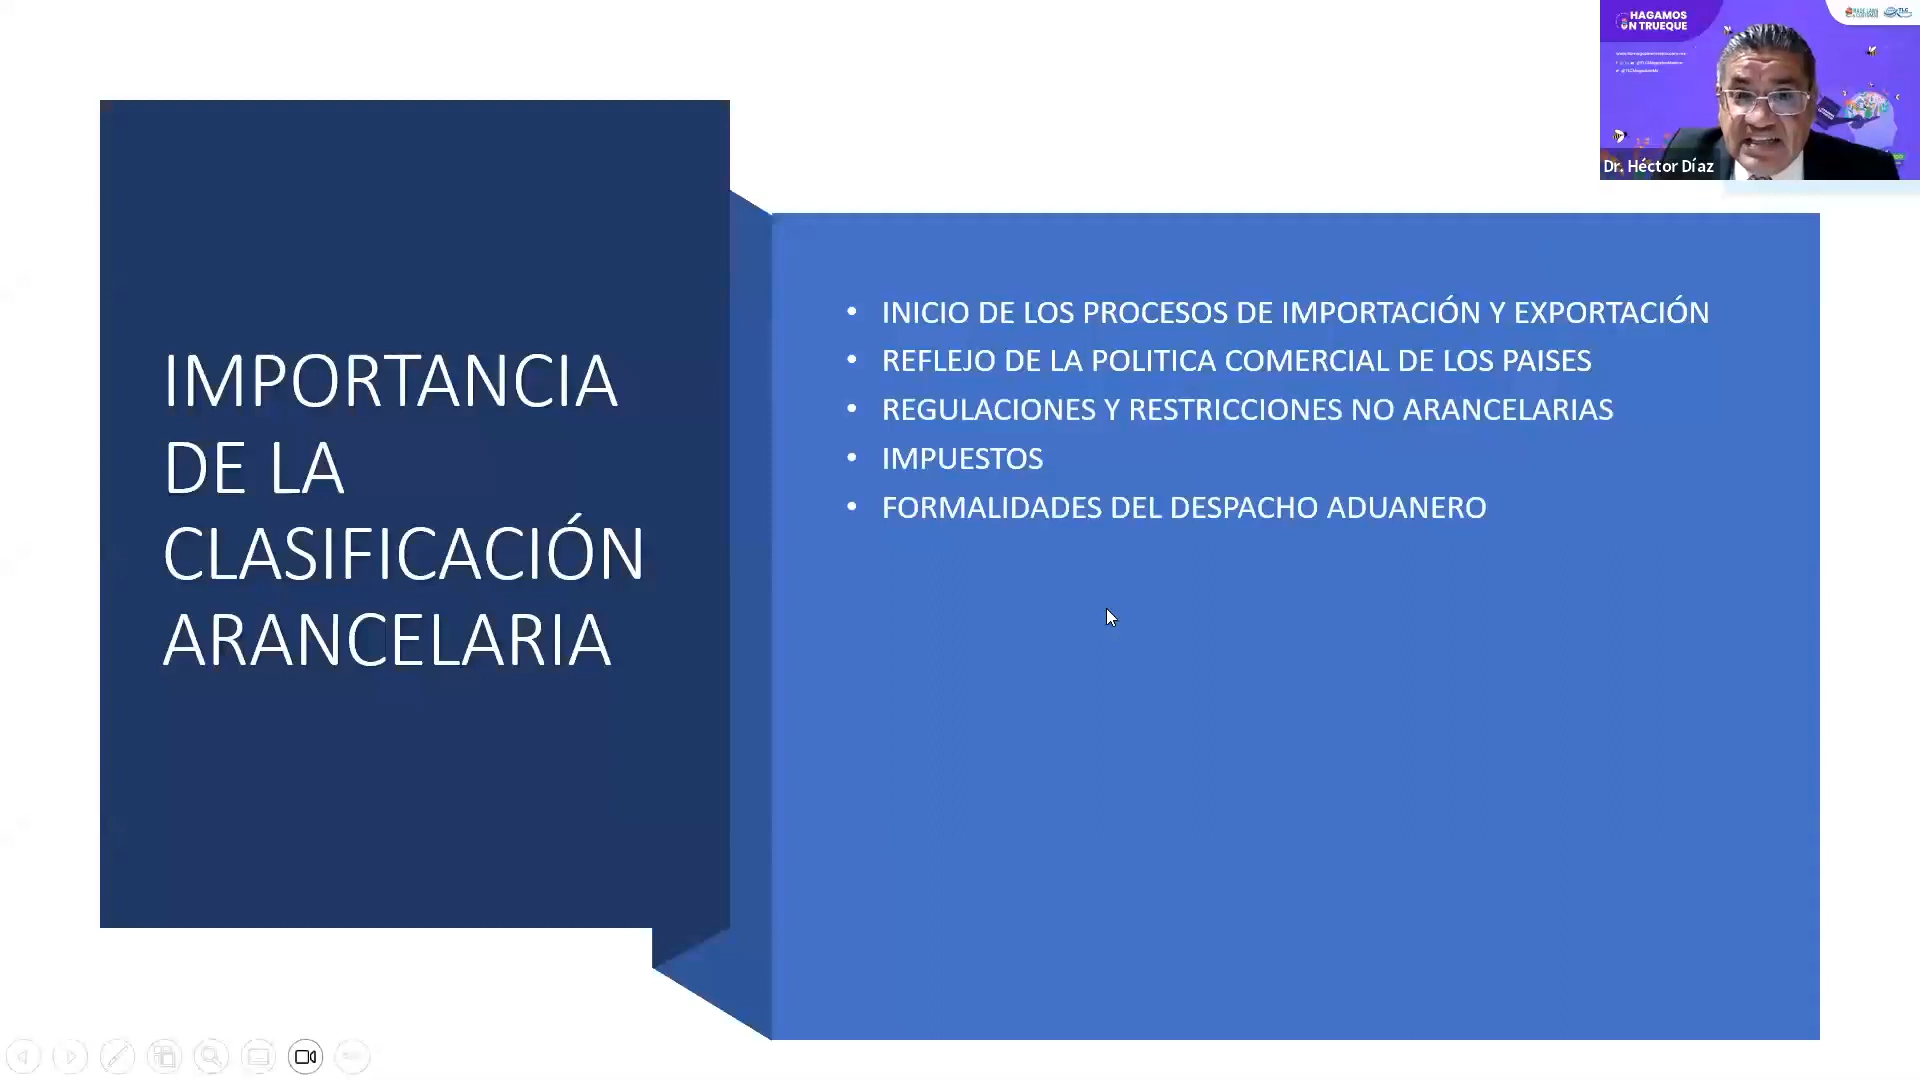 HAGAMOS
UN TRUEQUE
Dr. Héctor Díaz
IMPORTANCIA
DE LA
CLASIFICACIÓN
ARANCELARIA
• INICIO DE LOS PROCESOS DE IMPORTACIÓN Y EXPORTACIÓN
• REFLEJO DE LA POLITICA COMERCIAL DE LOS PAISES
• REGULACIONES Y RESTRICCIONES NO ARANCELARIAS
• IMPUESTOS
• FORMALIDADES DEL DESPACHO ADUANERO